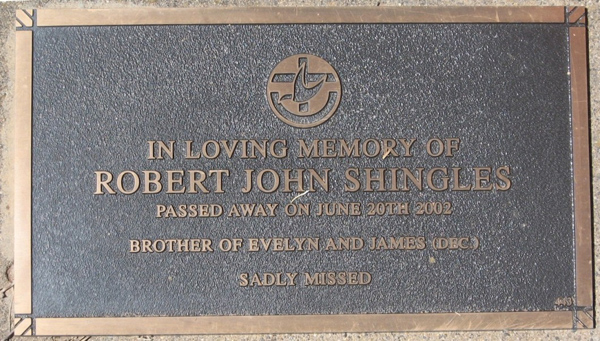 IN LOVING MEMORY OF
ROBERT JOHN SHINGLES
PASSED AWAY ON JUNE 20TH 2002
BROTHER OF EVELYN AND JAMES (DEC.)
SADLY MISSED